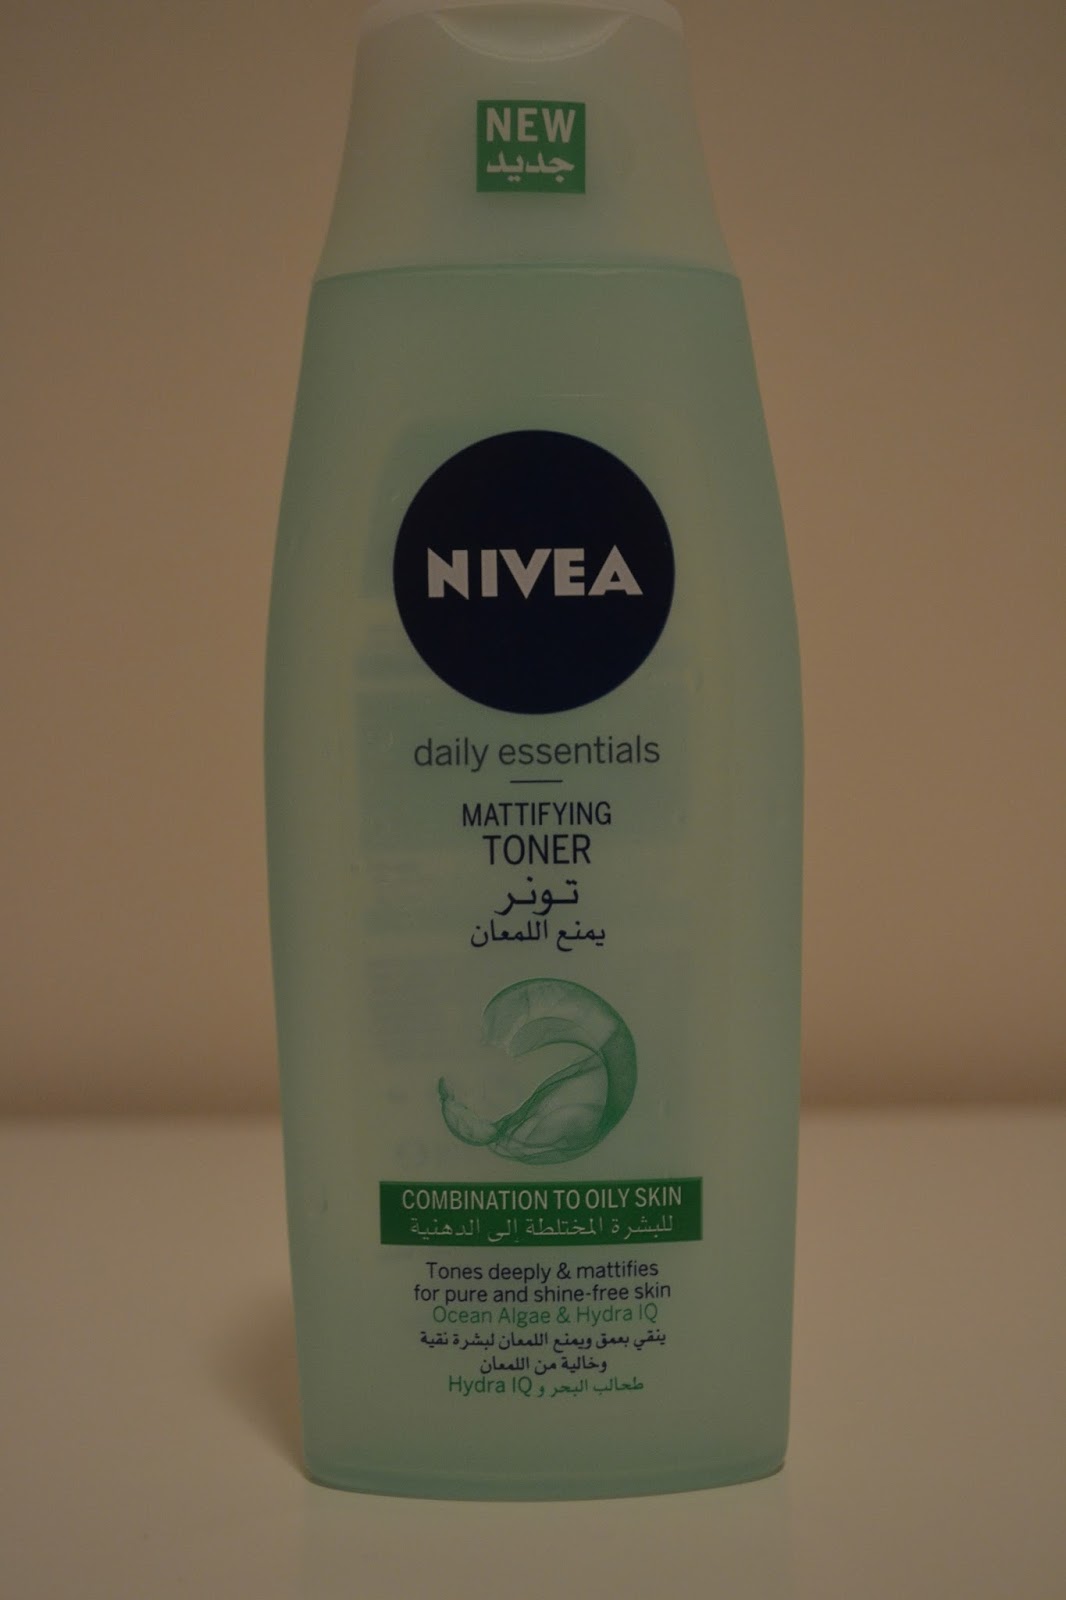 NEW
جديد
NIVEA
daily essentials
MATTIFYING
TONER
تونر
يمنع اللمعان
COMBINATION TO OILY SKIN
للبشرة المختلطة إلى الدهنية
Tones deeply & mattifies
for pure and shine-free skin
Ocean Algae & Hydra IQ
ينقي بعمق ويمنع اللمعان لبشرة نقية
وخالية من اللمعان
طحالب البحر و Hydra IQ